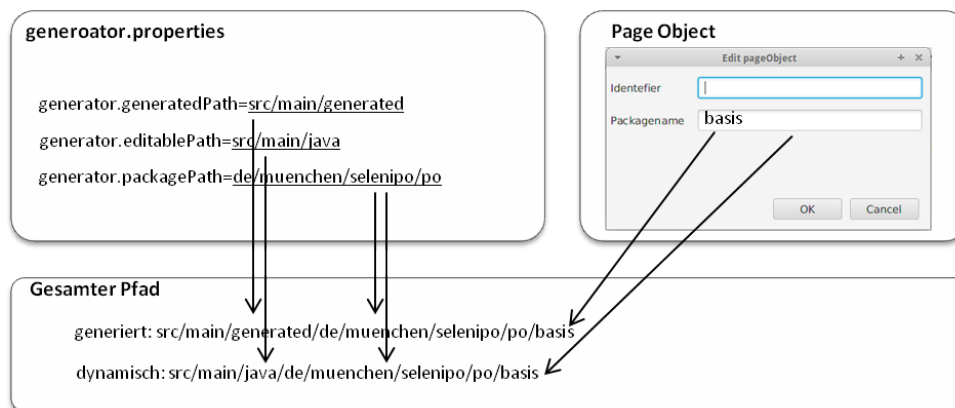 generoator.properties
generator.generatedPath=src/main/generated
generator.editablePath=src/main/java
generator.packagePath=de/muenchen/selenipo/po
Page Object
Edit pageObject
Identefier
Packagename basis
OK Cancel
Gesamter Pfad
generiert: src/main/generated/de/muenchen/selenipo/po/basis
dynamisch: src/main/java/de/muenchen/selenipo/po/basis